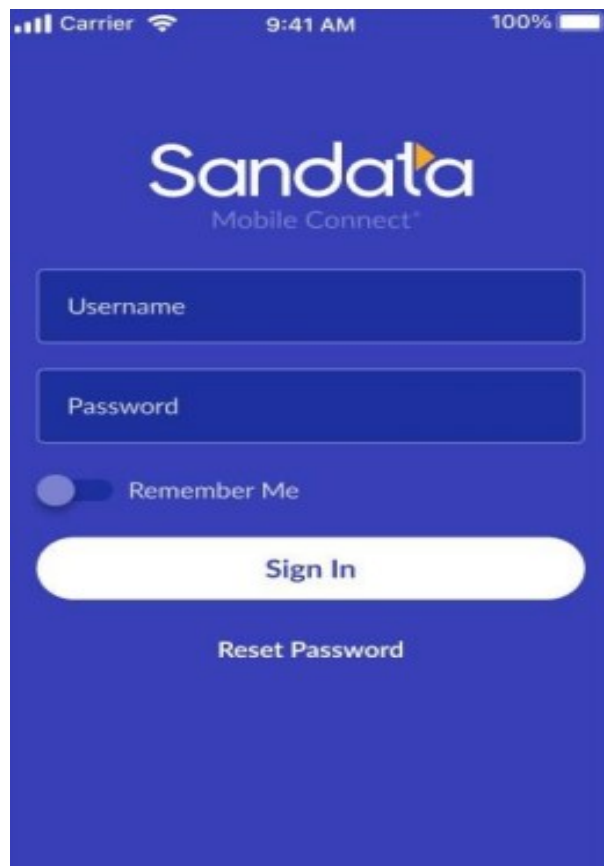 Carrier 9:41 AM 100%
Sandata
Mobile Connect
Username
Password
Remember Me
Sign In
Reset Password